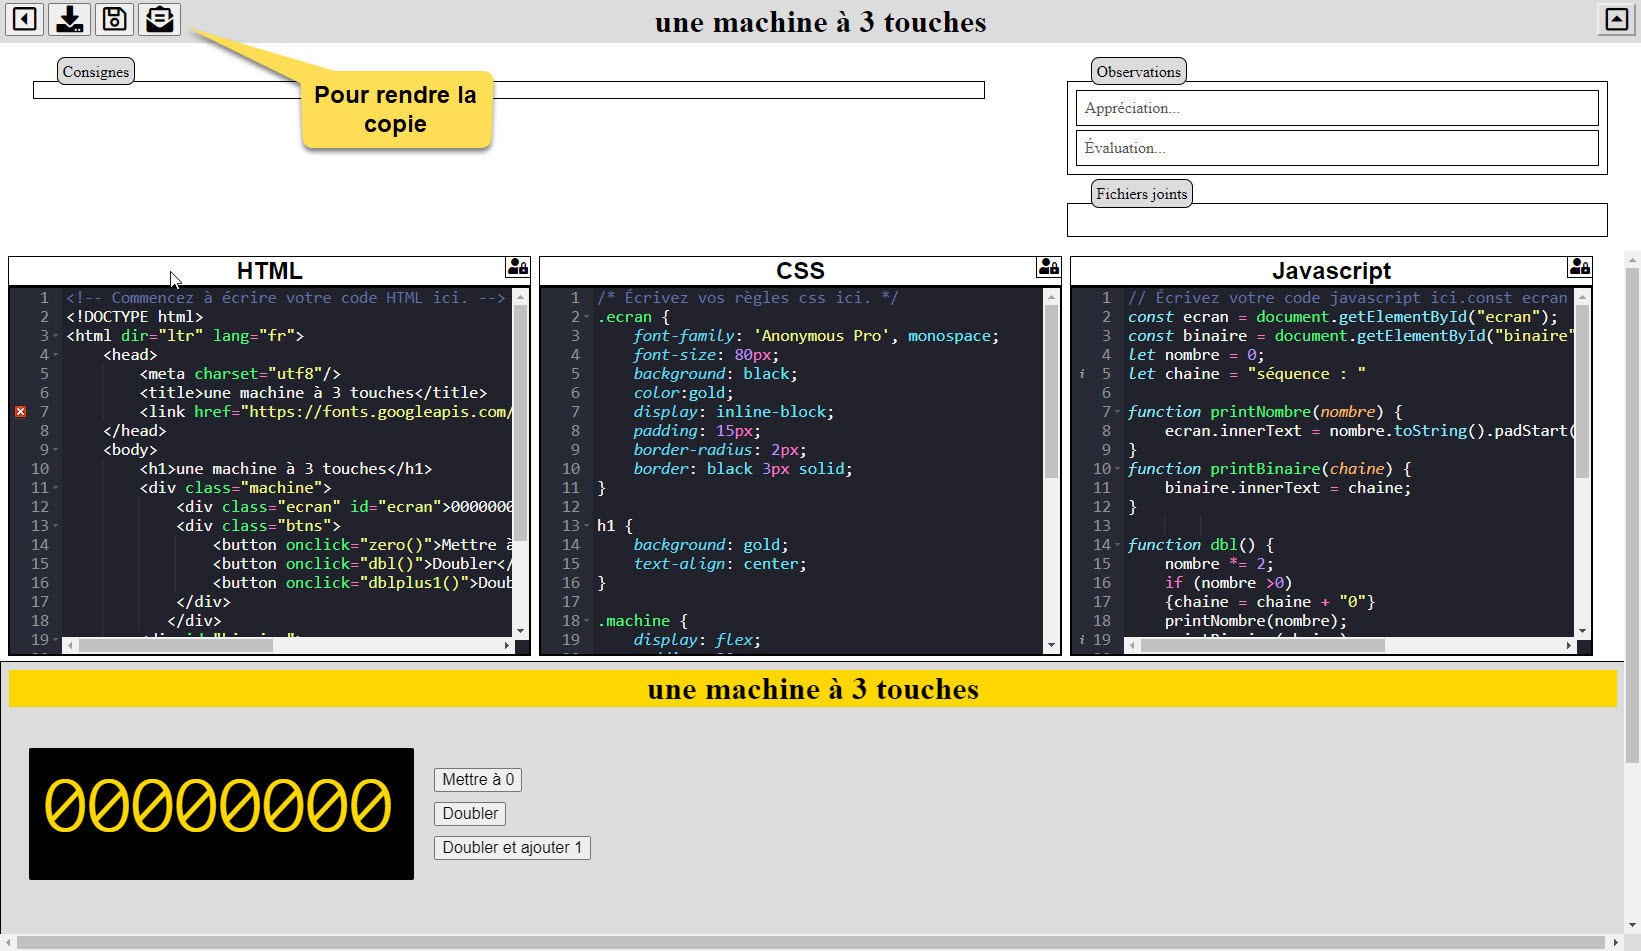 une machine à 3 touches
Pour rendre la
copie
Consignes
Observations
Appréciation...
Évaluation...
Fichiers joints
HTML
1 <!-- Commencez à écrire votre code HTML ici. -->
2 <!DOCTYPE html>
3 <html dir="ltr" lang="fr">
4 <head>
5 <meta charset="utf8"/>
6 <title>une machine à 3 touches</title>
7 <link href="https://fonts.googleapis.com/
8 </head>
9 <body>
10 <h1>une machine à 3 touches</h1>
11 <div class="machine">
12 <div class="ecran" id="ecran">0000000
13 <div class="btns">
14 <button onclick="zero()">Mettre à
15 <button onclick="dbl()">Doubler</
16 <button onclick="dblplus1()">Doub
17 </div>
18 </div>
19
CSS
1 /* Écrivez vos règles css ici. */
2 .ecran {
3 font-family: 'Anonymous Pro', monospace;
4 font-size: 80px;
5 background: black;
6 color:gold;
7 display: inline-block;
8 padding: 15px;
9 border-radius: 2px;
10 border: black 3px solid;
11 }
12
13 h1 {
14 background: gold;
15 text-align: center;
16 }
17
18 .machine {
19 display: flex;
Javascript
1 // Écrivez votre code javascript ici.const ecran
2 const ecran = document.getElementById("ecran");
3 const binaire = document.getElementById("binaire"
4 let nombre = 0;
5 let chaine = "séquence : "
6
7 function printNombre(nombre) {
8 ecran.innerText = nombre.toString().padStart(
9 }
10 function printBinaire(chaine) {
11 binaire.innerText = chaine;
12 }
13
14 function dbl() {
15 nombre *= 2;
16 if (nombre >0)
17 {chaine = chaine + "0"}
18 printNombre(nombre);
19
une machine à 3 touches
00000000
Mettre à 0
Doubler
Doubler et ajouter 1